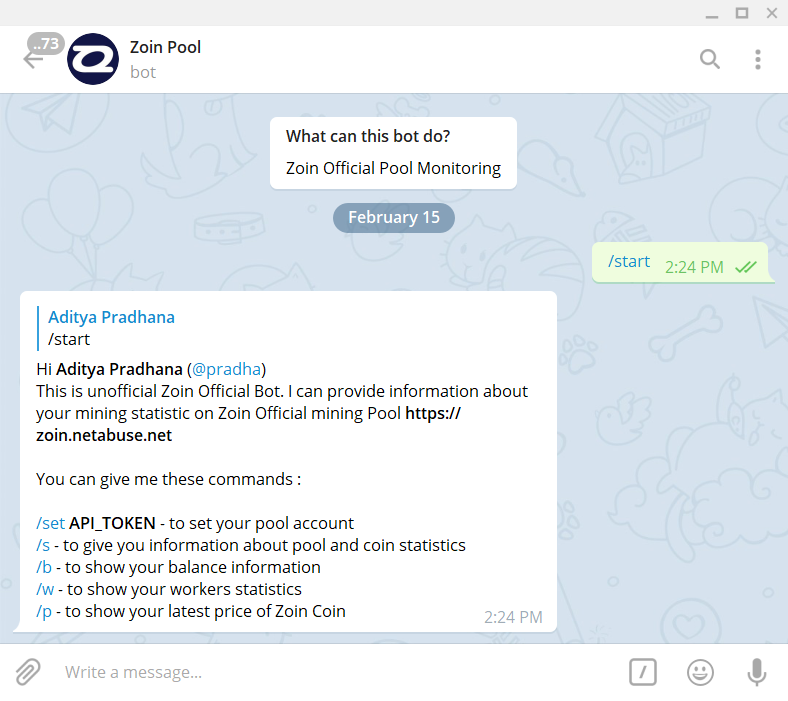 ..73
Zoin Pool
bot
What can this bot do?
Zoin Official Pool Monitoring
February 15
/start 2:24 PM
Aditya Pradhana
/start
Hi Aditya Pradhana (@pradha)
This is unofficial Zoin Official Bot. I can provide information about
your mining statistic on Zoin Official mining Pool https://
zoin.netabuse.net
You can give me these commands :
/set API_TOKEN - to set your pool account
/s - to give you information about pool and coin statistics
/b - to show your balance information
/w - to show your workers statistics
/p - to show your latest price of Zoin Coin
2:24 PM
Write a message...